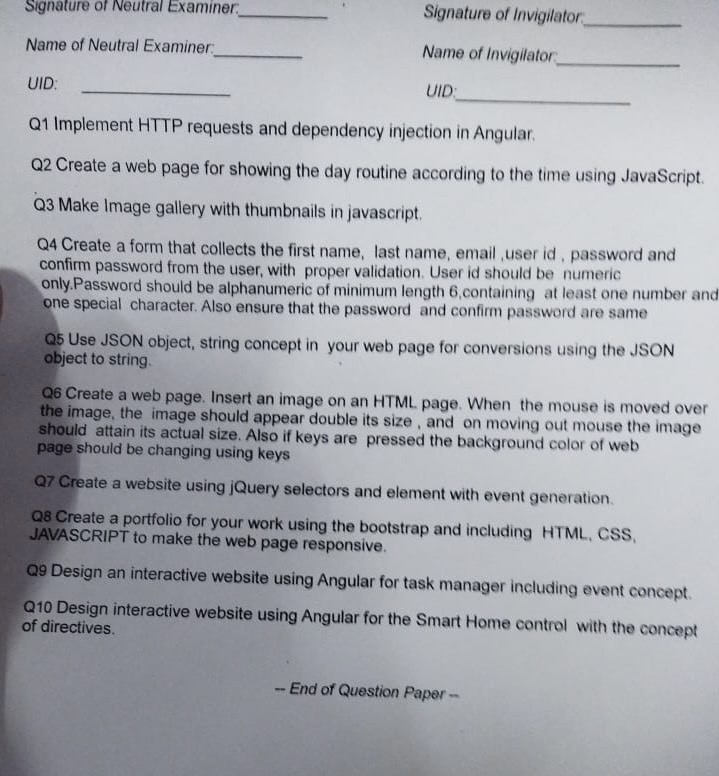 Signature of Neutral Examiner:__________ Signature of Invigilator:__________
Name of Neutral Examiner:__________ Name of Invigilator:__________
UID: __________ UID:__________
Q1 Implement HTTP requests and dependency injection in Angular.
Q2 Create a web page for showing the day routine according to the time using JavaScript.
Q3 Make Image gallery with thumbnails in javascript.
Q4 Create a form that collects the first name, last name, email ,user id , password and
confirm password from the user, with proper validation. User id should be numeric
only.Password should be alphanumeric of minimum length 6,containing at least one number and
one special character. Also ensure that the password and confirm password are same
Q5 Use JSON object, string concept in your web page for conversions using the JSON
object to string.
Q6 Create a web page. Insert an image on an HTML page. When the mouse is moved over
the image, the image should appear double its size , and on moving out mouse the image
should attain its actual size. Also if keys are pressed the background color of web
page should be changing using keys
Q7 Create a website using jQuery selectors and element with event generation.
Q8 Create a portfolio for your work using the bootstrap and including HTML, CSS,
JAVASCRIPT to make the web page responsive.
Q9 Design an interactive website using Angular for task manager including event concept.
Q10 Design interactive website using Angular for the Smart Home control with the concept
of directives.
-- End of Question Paper --